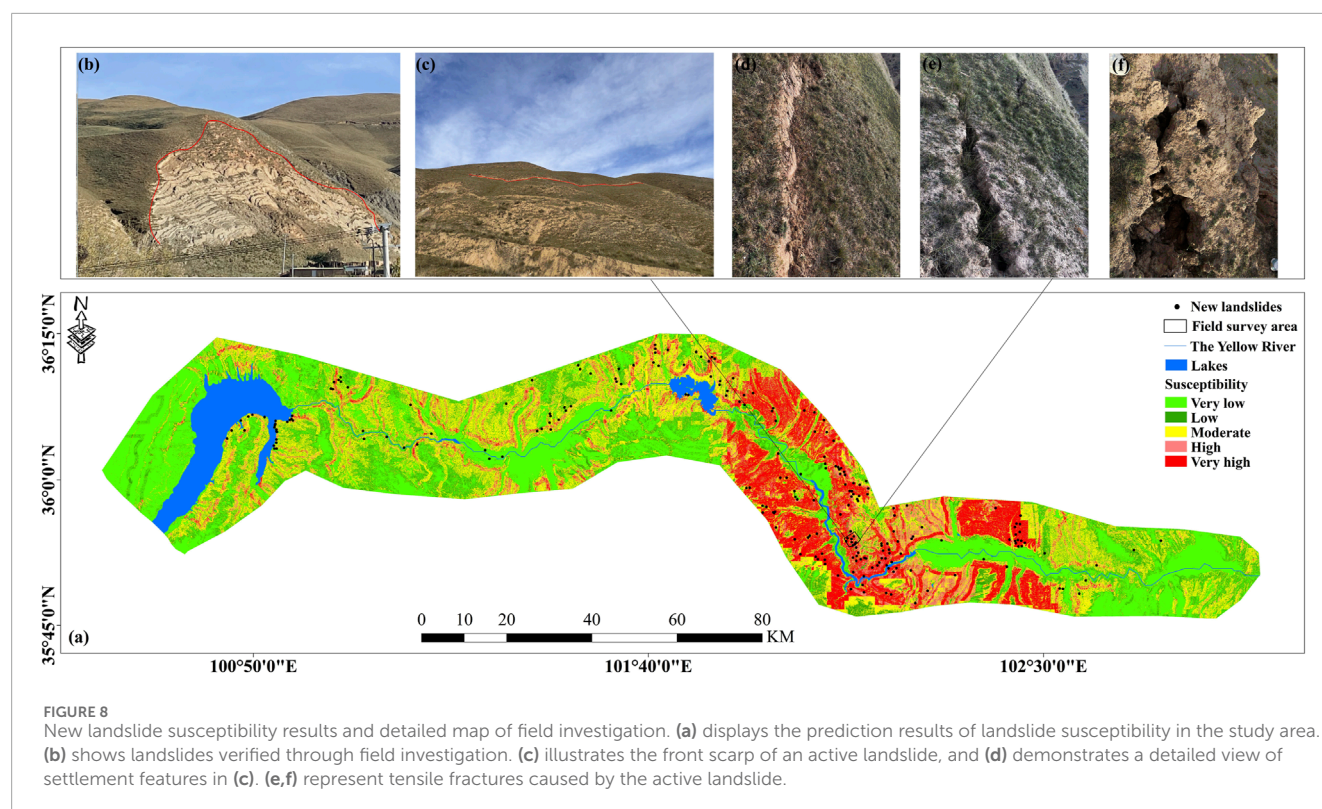 (b)
(c)
(d)
(e)
(f)
N
36°15'0"N
36°0'0"N
35°45'0"N
New landslides
Field survey area
The Yellow River
Lakes
Susceptibility
Very low
Low
Moderate
High
Very high
0 10 20 40 60 80
KM
(a)
100°50'0"E
101°40'0"E
102°30'0"E
FIGURE 8
New landslide susceptibility results and detailed map of field investigation. (a) displays the prediction results of landslide susceptibility in the study area.
(b) shows landslides verified through field investigation. (c) illustrates the front scarp of an active landslide, and (d) demonstrates a detailed view of
settlement features in (c). (e,f) represent tensile fractures caused by the active landslide.